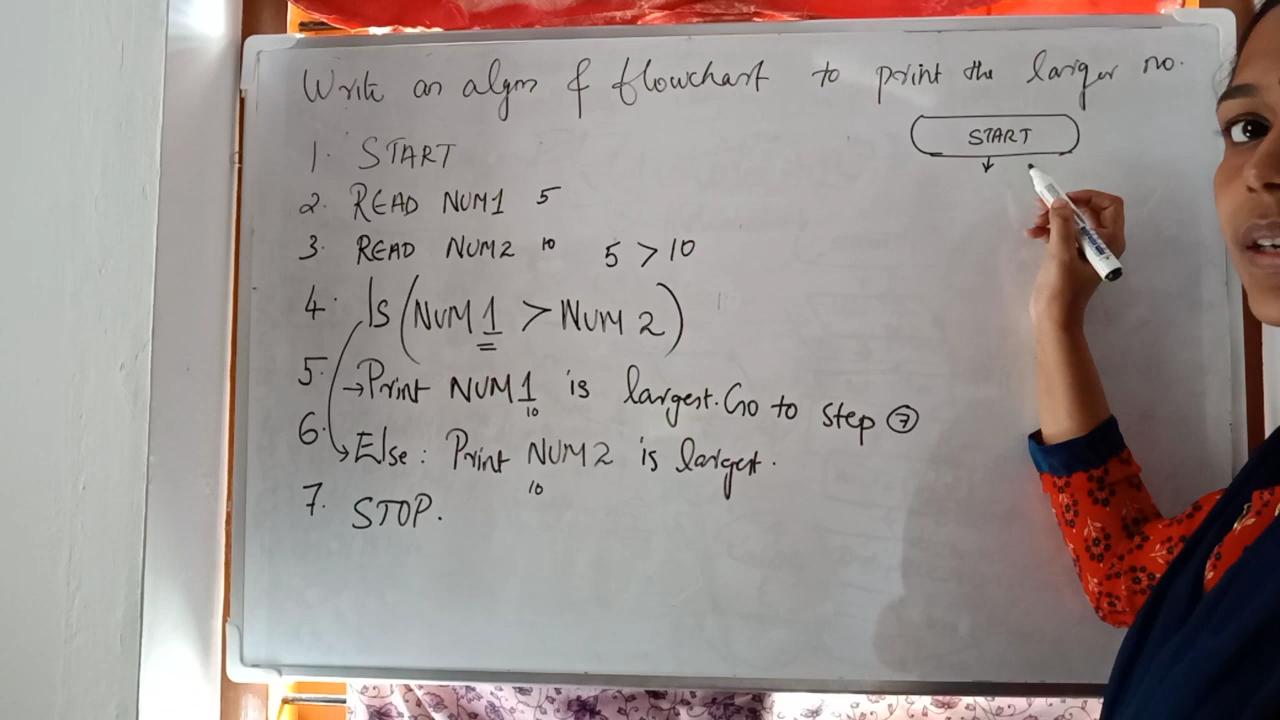 Write an algm & flowchart to print the larger no.
START
1. START
2. READ NUM1 5
3. READ NUM2 10 5 > 10
4. Is (NUM 1 > NUM 2)
5. → Print NUM1 is largest. Go to step ⑦
10
6. → Else : Print NUM2 is largest.
10
7. STOP.